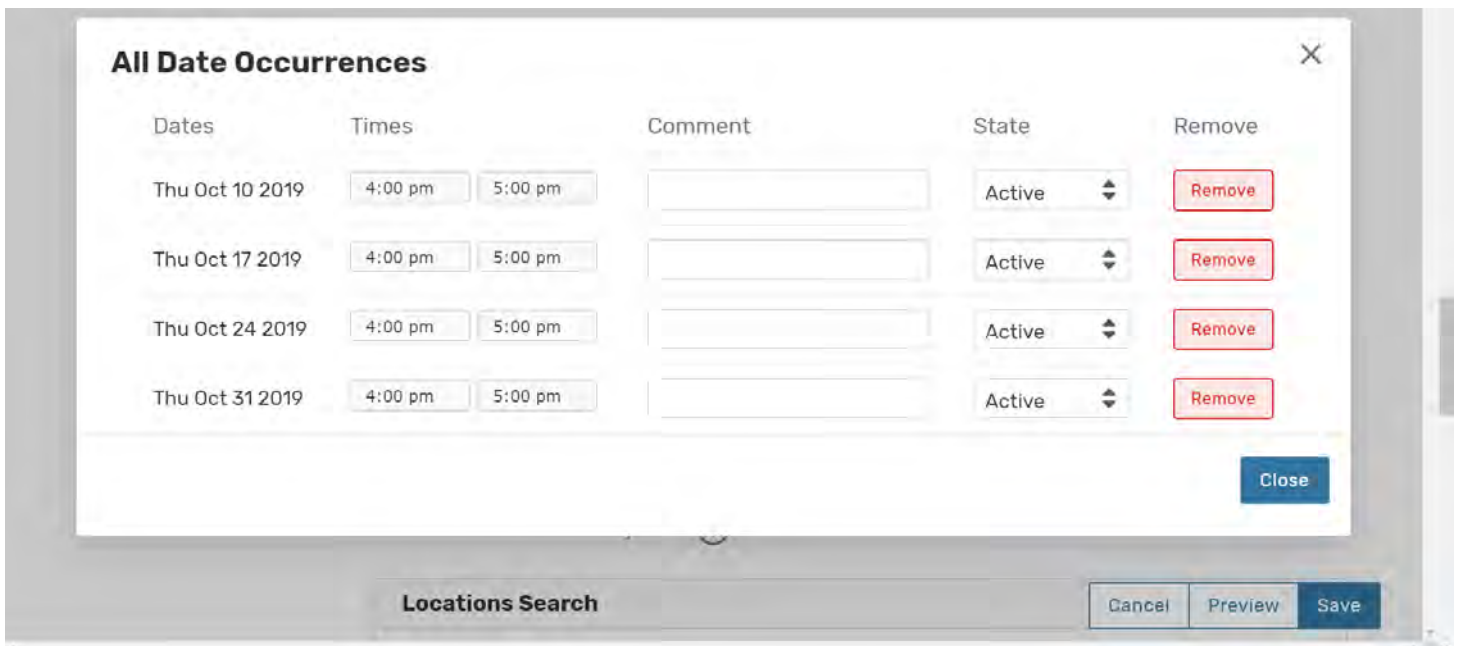 All Date Occurrences
Dates Times Comment State Remove
Thu Oct 10 2019 4:00 pm 5:00 pm Active Remove
Thu Oct 17 2019 4:00 pm 5:00 pm Active Remove
Thu Oct 24 2019 4:00 pm 5:00 pm Active Remove
Thu Oct 31 2019 4:00 pm 5:00 pm Active Remove
Close
Locations Search Cancel Preview Save